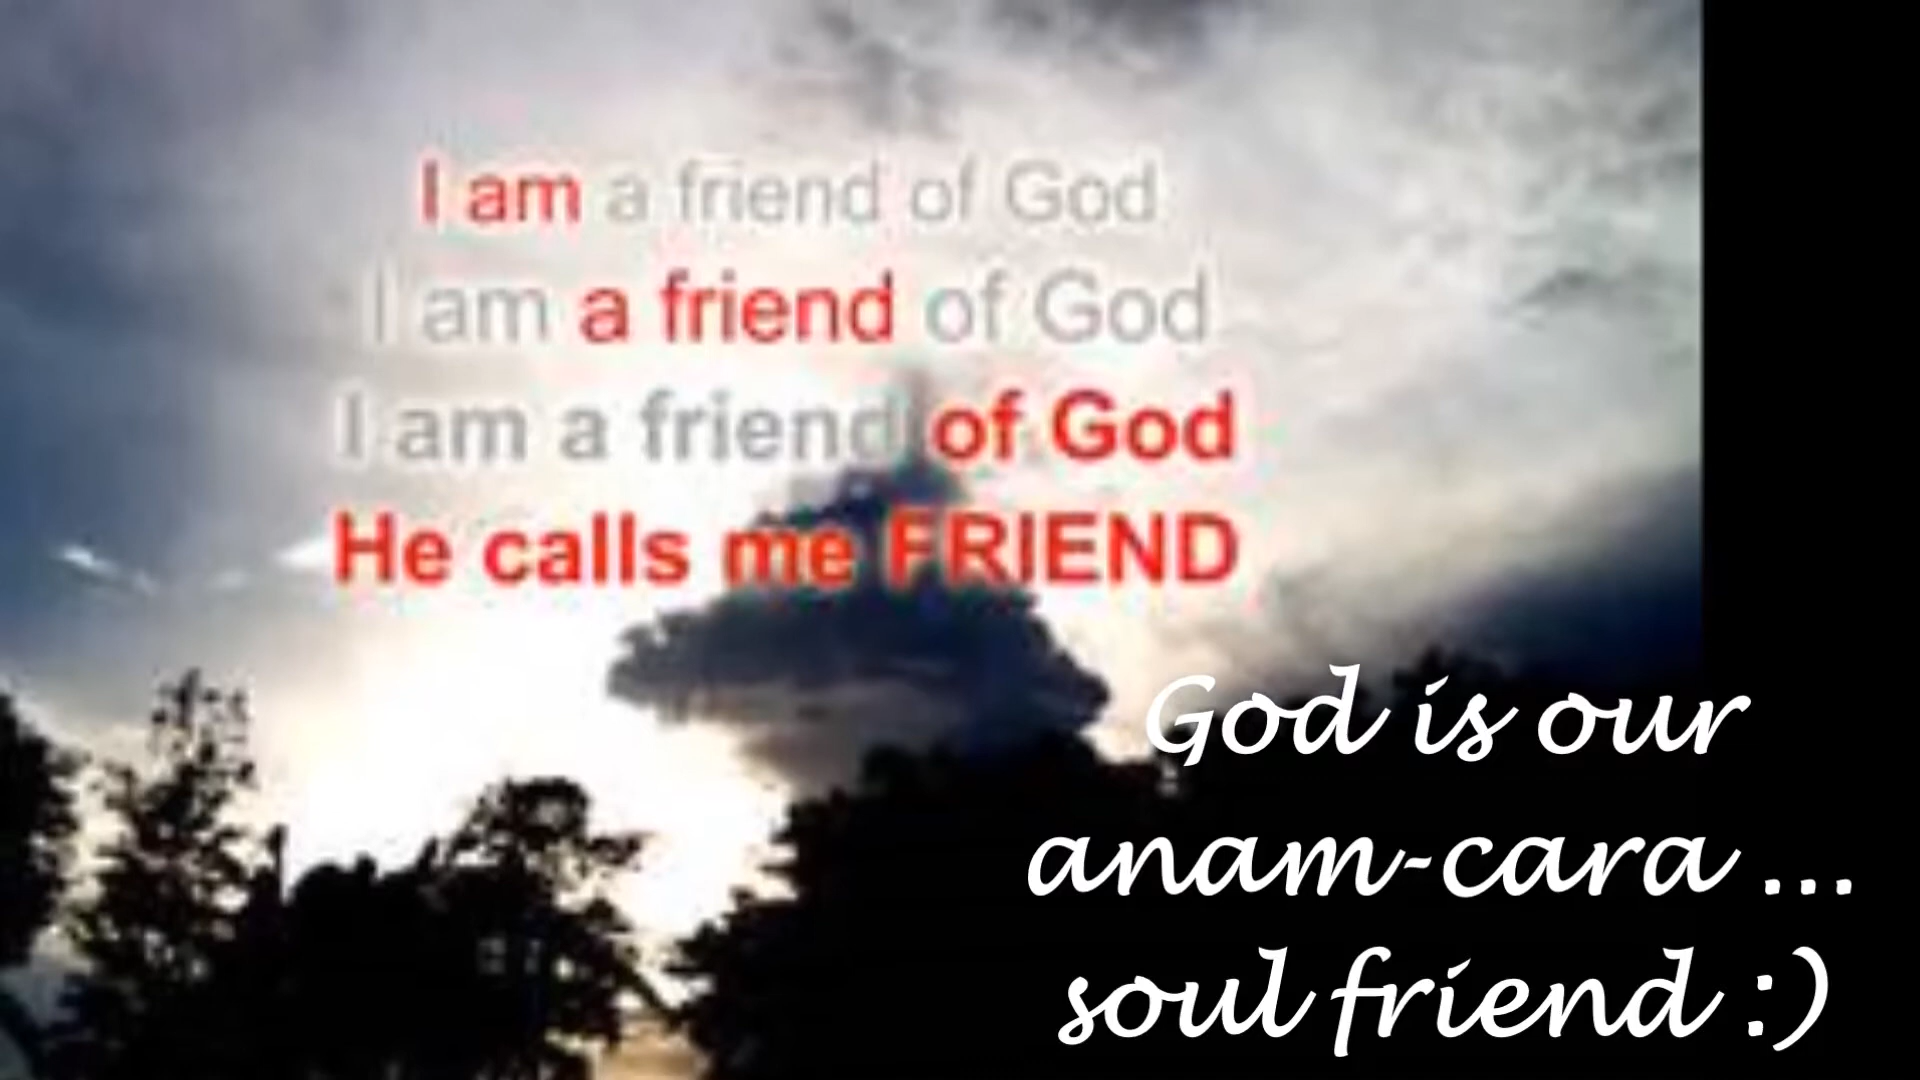 I am a friend of God
I am a friend of God
I am a friend of God
He calls me FRIEND
God is our
anam-cara ...
soul friend :)